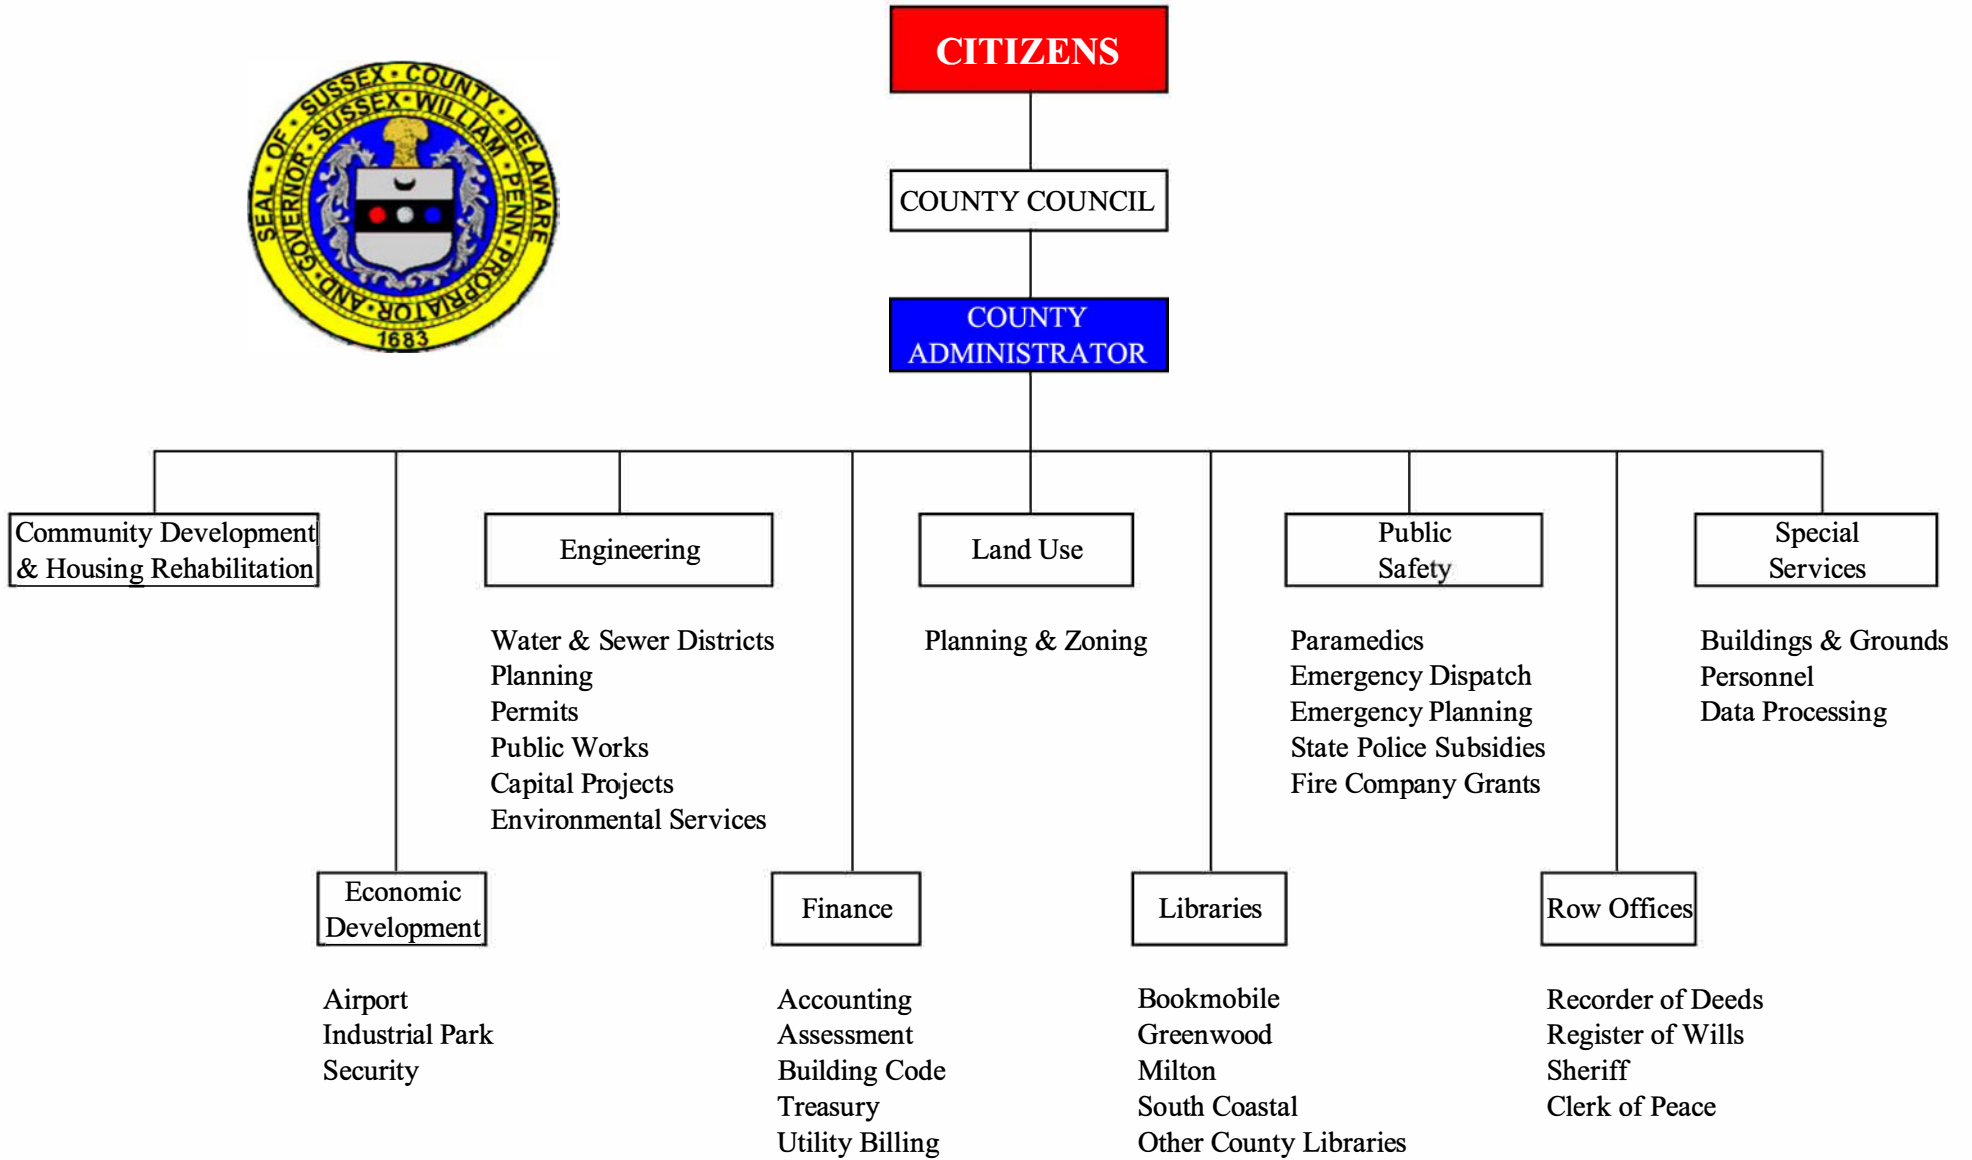 CITIZENS
SEAL · OF · SUSSEX · COUNTY · DELAWARE
GOVERNOR · SUSSEX · WILLIAM · PENN · PROPRIATOR · AND ·
1683
COUNTY COUNCIL
COUNTY
ADMINISTRATOR
Community Development
& Housing Rehabilitation
Engineering
Water & Sewer Districts
Planning
Permits
Public Works
Capital Projects
Environmental Services
Land Use
Planning & Zoning
Public
Safety
Paramedics
Emergency Dispatch
Emergency Planning
State Police Subsidies
Fire Company Grants
Special
Services
Buildings & Grounds
Personnel
Data Processing
Economic
Development
Airport
Industrial Park
Security
Finance
Accounting
Assessment
Building Code
Treasury
Utility Billing
Libraries
Bookmobile
Greenwood
Milton
South Coastal
Other County Libraries
Row Offices
Recorder of Deeds
Register of Wills
Sheriff
Clerk of Peace